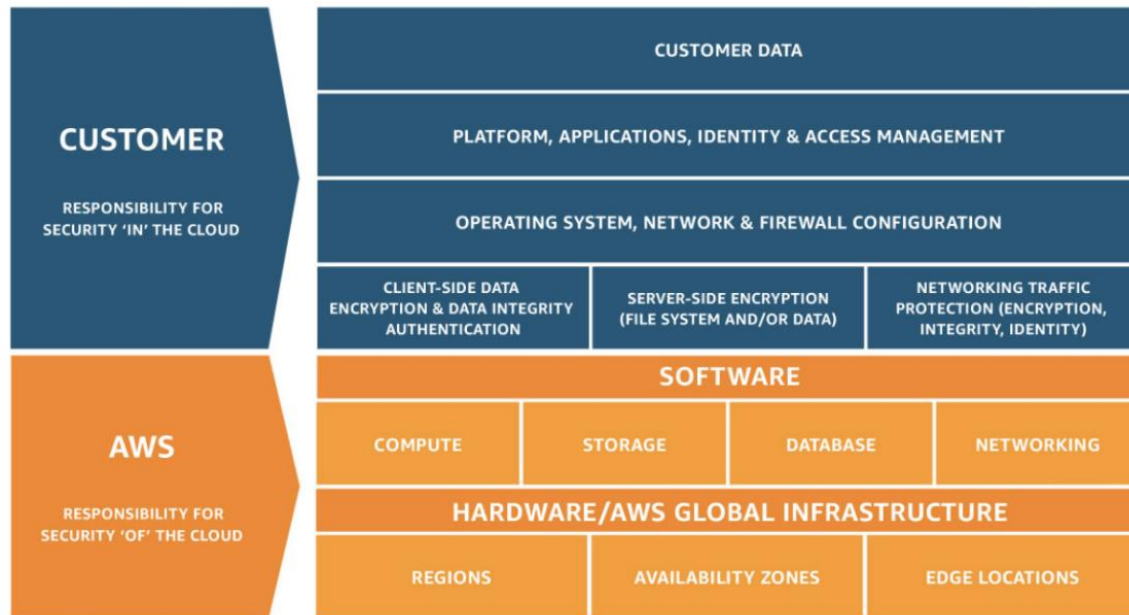 CUSTOMER DATA
PLATFORM, APPLICATIONS, IDENTITY & ACCESS MANAGEMENT
CUSTOMER
RESPONSIBILITY FOR
SECURITY ‘IN’ THE CLOUD
OPERATING SYSTEM, NETWORK & FIREWALL CONFIGURATION
CLIENT-SIDE DATA
ENCRYPTION & DATA INTEGRITY
AUTHENTICATION
SERVER-SIDE ENCRYPTION
(FILE SYSTEM AND/OR DATA)
NETWORKING TRAFFIC
PROTECTION (ENCRYPTION,
INTEGRITY, IDENTITY)
SOFTWARE
AWS
RESPONSIBILITY FOR
SECURITY ‘OF’ THE CLOUD
COMPUTE
STORAGE
DATABASE
NETWORKING
HARDWARE/AWS GLOBAL INFRASTRUCTURE
REGIONS
AVAILABILITY ZONES
EDGE LOCATIONS